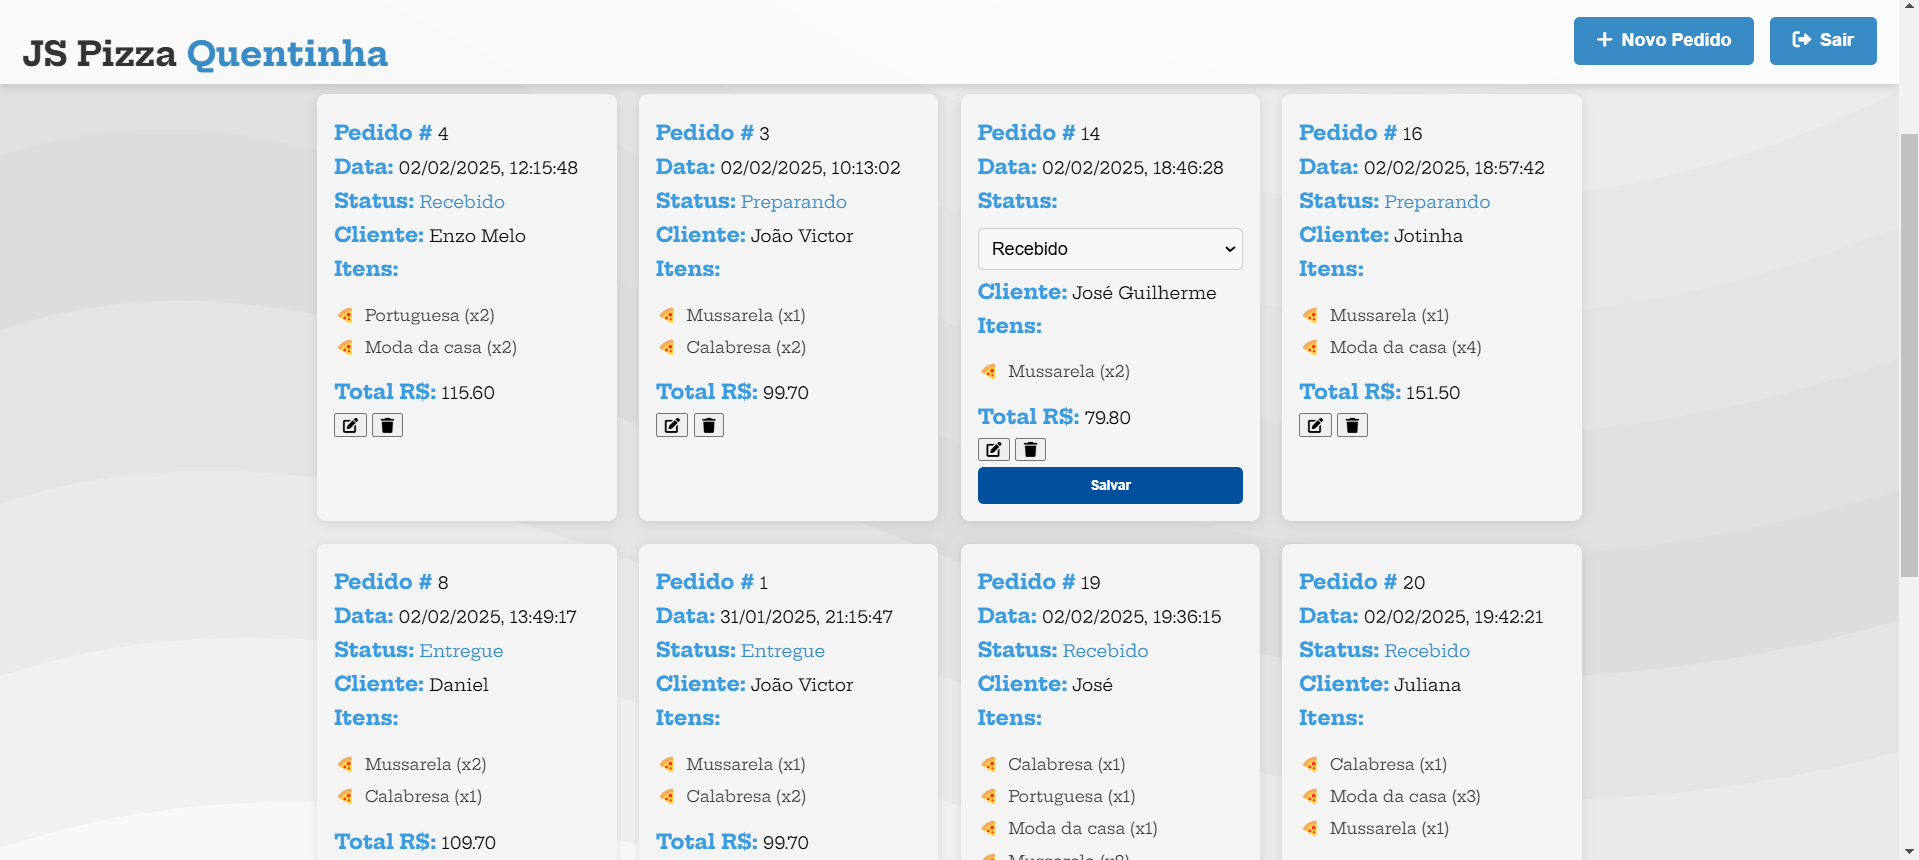 JS Pizza Quentinha
Novo Pedido
Sair
Pedido # 4
Data: 02/02/2025, 12:15:48
Status: Recebido
Cliente: Enzo Melo
Itens:
Portuguesa (x2)
Moda da casa (x2)
Total R$: 115.60
Pedido # 3
Data: 02/02/2025, 10:13:02
Status: Preparando
Cliente: João Victor
Itens:
Mussarela (x1)
Calabresa (x2)
Total R$: 99.70
Pedido # 14
Data: 02/02/2025, 18:46:28
Status:
Recebido
Cliente: José Guilherme
Itens:
Mussarela (x2)
Total R$: 79.80
Salvar
Pedido # 16
Data: 02/02/2025, 18:57:42
Status: Preparando
Cliente: Jotinha
Itens:
Mussarela (x1)
Moda da casa (x4)
Total R$: 151.50
Pedido # 8
Data: 02/02/2025, 13:49:17
Status: Entregue
Cliente: Daniel
Itens:
Mussarela (x2)
Calabresa (x1)
Total R$: 109.70
Pedido # 1
Data: 31/01/2025, 21:15:47
Status: Entregue
Cliente: João Victor
Itens:
Mussarela (x1)
Calabresa (x2)
Total R$: 99.70
Pedido # 19
Data: 02/02/2025, 19:36:15
Status: Recebido
Cliente: José
Itens:
Calabresa (x1)
Portuguesa (x1)
Moda da casa (x1)
Mussarela
Pedido # 20
Data: 02/02/2025, 19:42:21
Status: Recebido
Cliente: Juliana
Itens:
Calabresa (x1)
Moda da casa (x3)
Mussarela (x1)